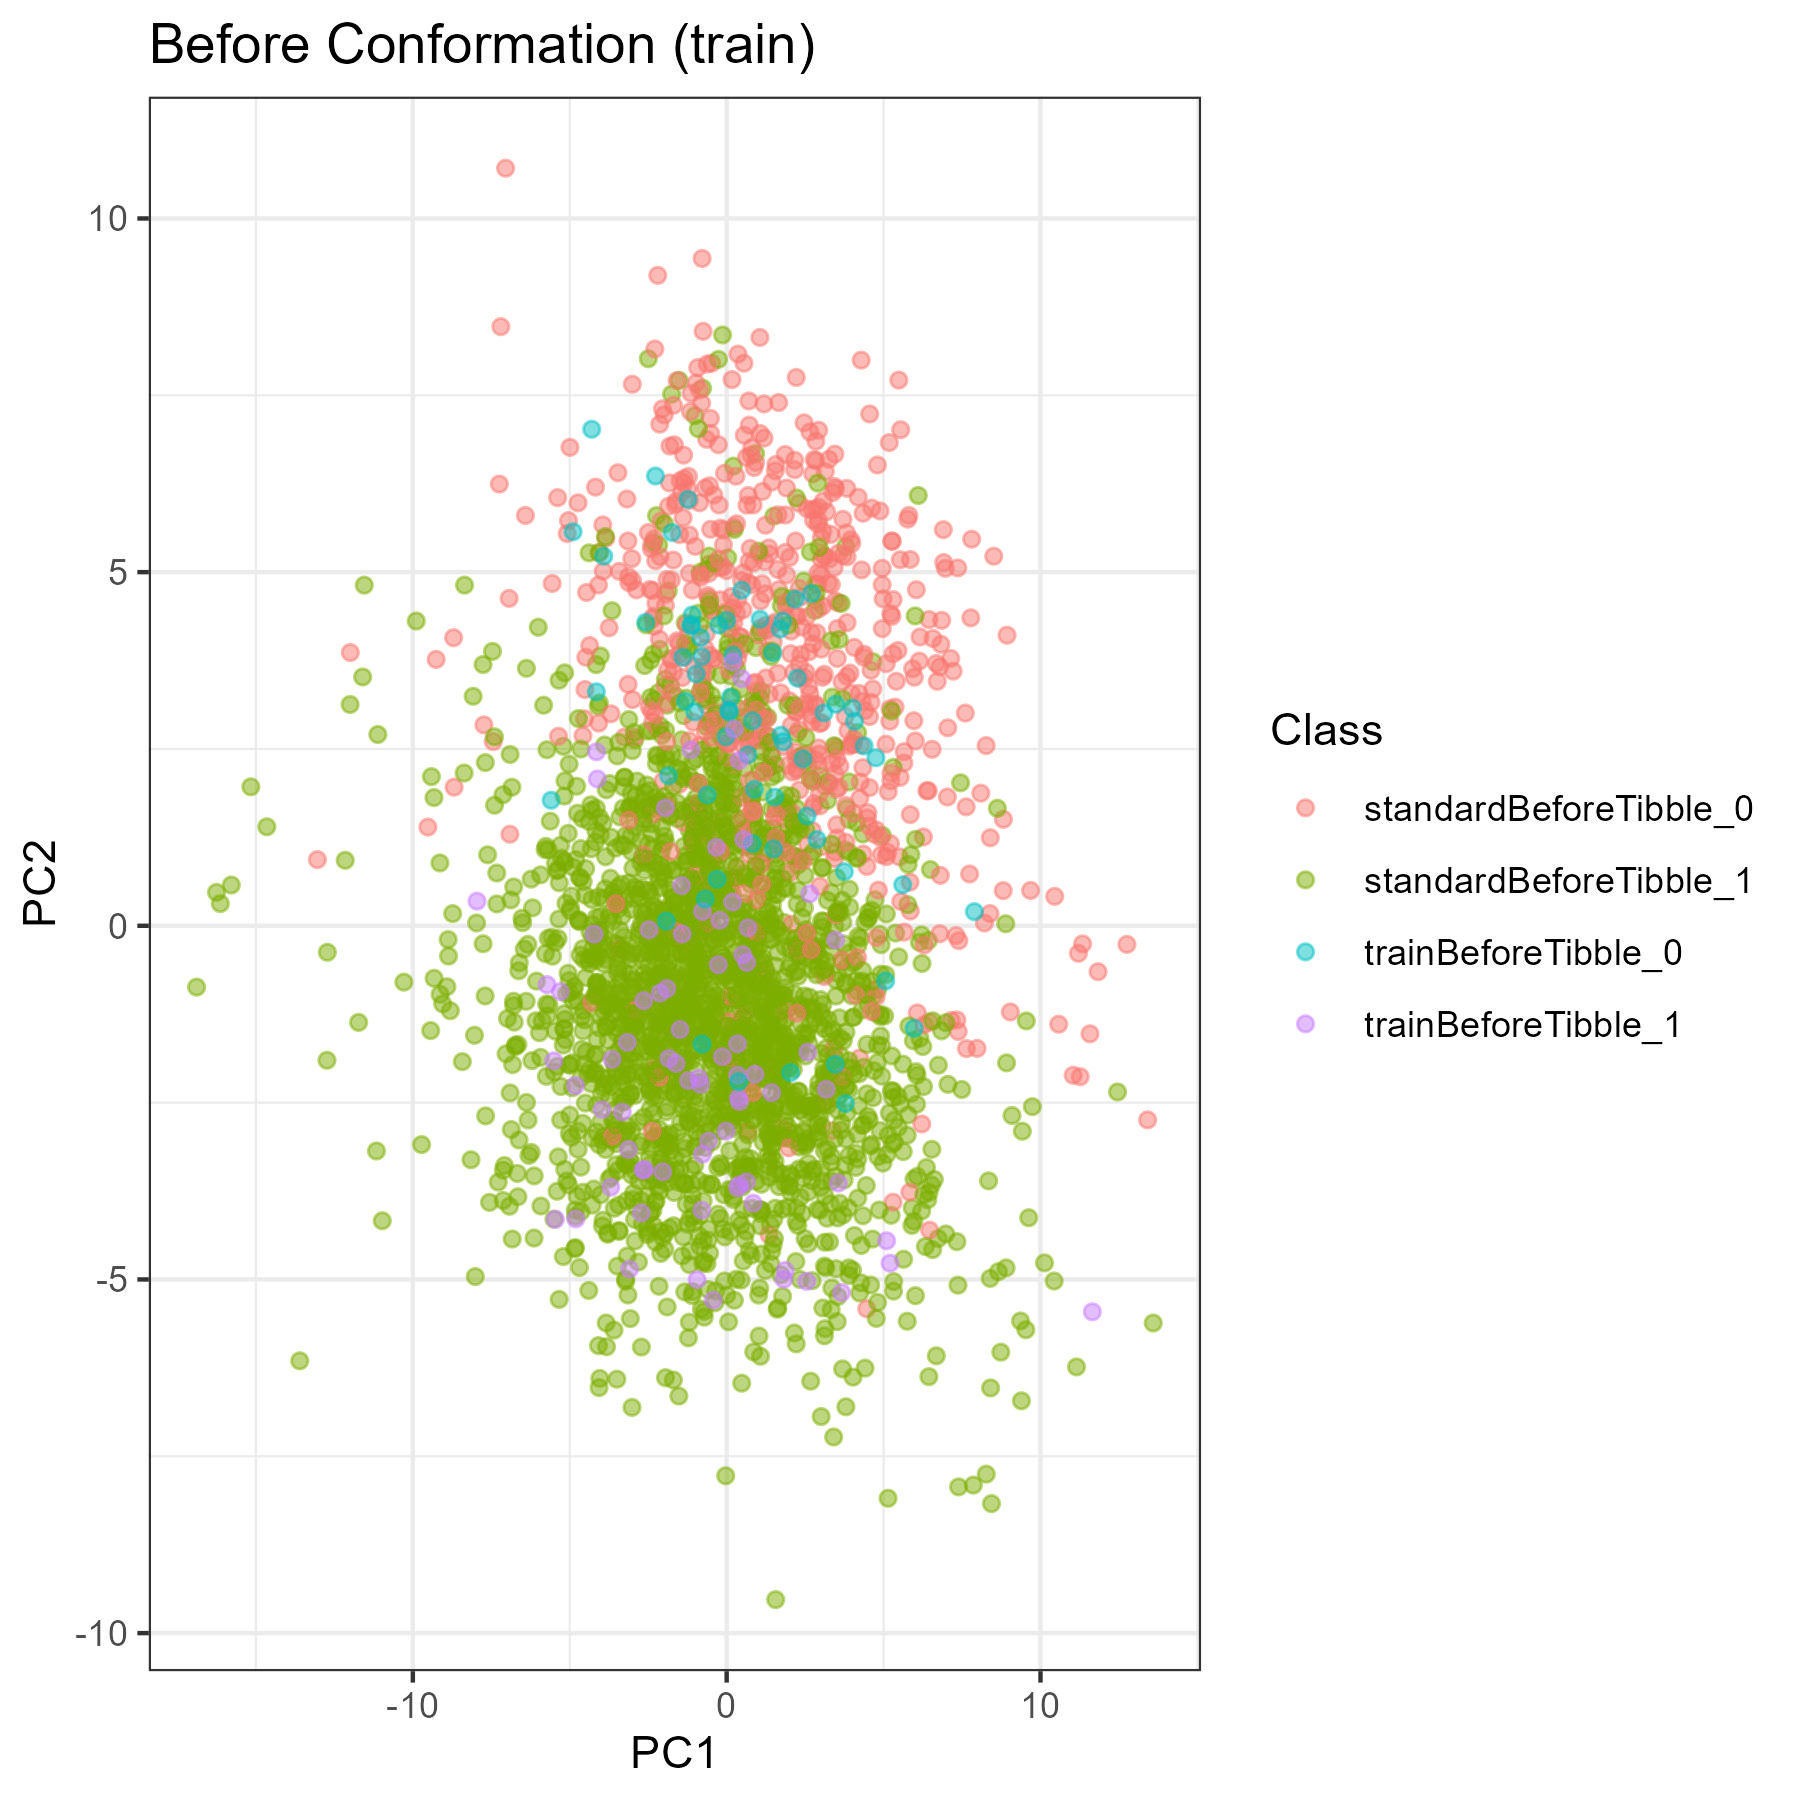 Before Conformation (train)
10
5
0
-5
-10
PC2
-10
0
10
PC1
Class
standardBeforeTibble_0
standardBeforeTibble_1
trainBeforeTibble_0
trainBeforeTibble_1